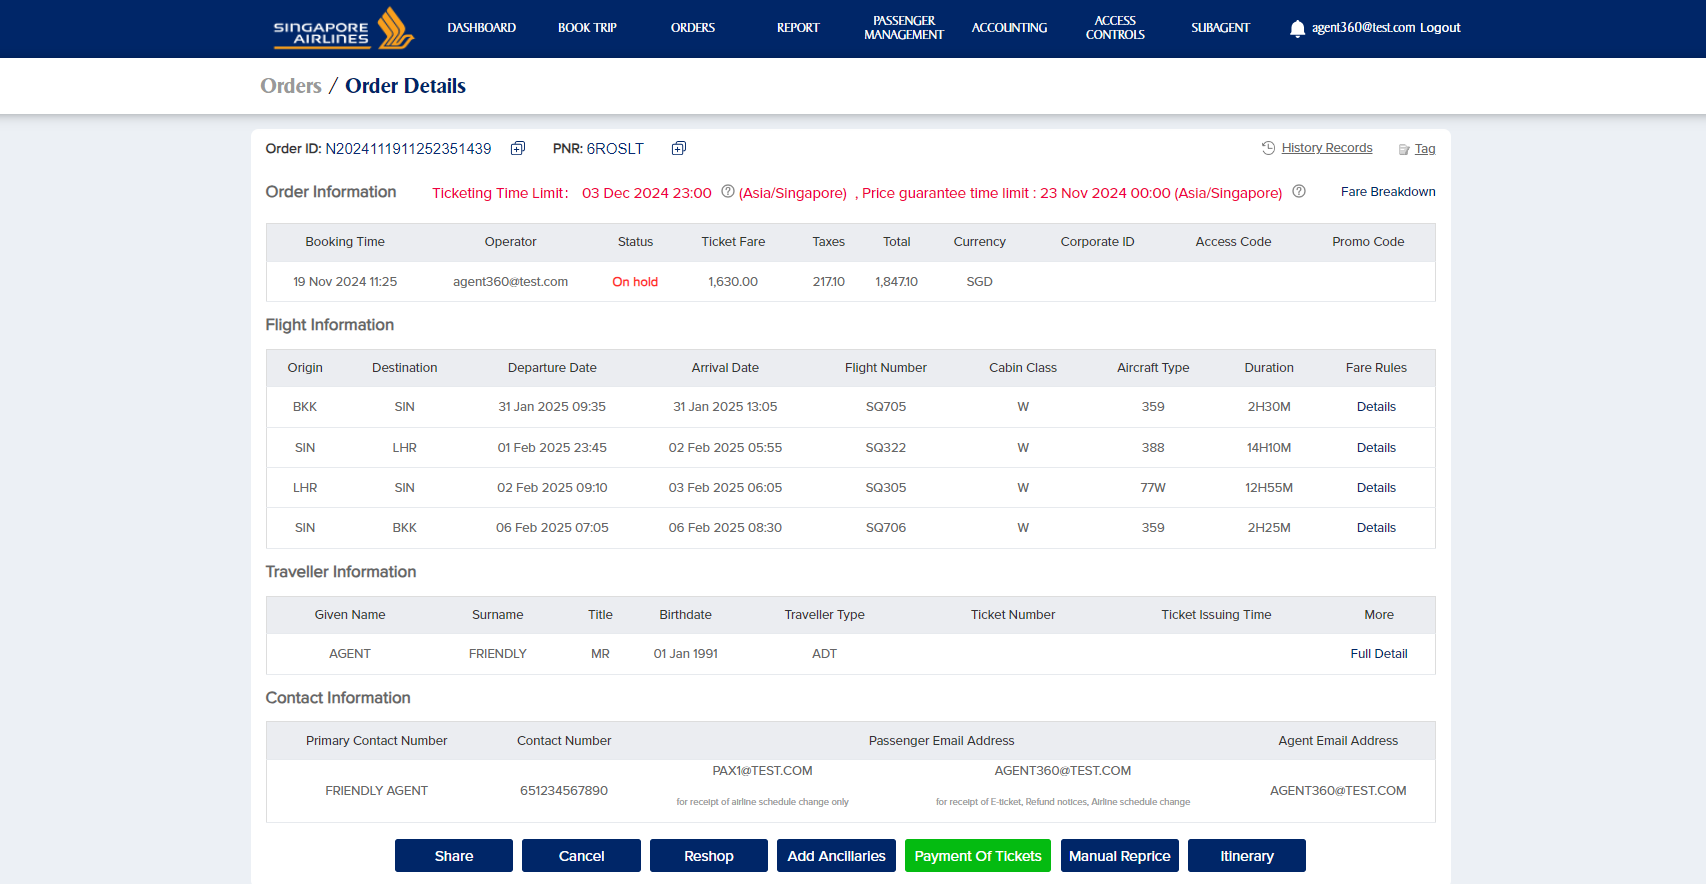 SINGAPORE AIRLINES DASHBOARD BOOK TRIP ORDERS REPORT PASSENGER MANAGEMENT ACCOUNTING ACCESS CONTROLS SUBAGENT agent360@test.com Logout
Orders / Order Details
Order ID: N2024111911252351439 PNR: 6ROSLT History Records Tag
Order Information Ticketing Time Limit: 03 Dec 2024 23:00 (Asia/Singapore) , Price guarantee time limit : 23 Nov 2024 00:00 (Asia/Singapore) Fare Breakdown
Booking Time Operator Status Ticket Fare Taxes Total Currency Corporate ID Access Code Promo Code
19 Nov 2024 11:25 agent360@test.com On hold 1,630.00 217.10 1,847.10 SGD
Flight Information
Origin Destination Departure Date Arrival Date Flight Number Cabin Class Aircraft Type Duration Fare Rules
BKK SIN 31 Jan 2025 09:35 31 Jan 2025 13:05 SQ705 W 359 2H30M Details
SIN LHR 01 Feb 2025 23:45 02 Feb 2025 05:55 SQ322 W 388 14H10M Details
LHR SIN 02 Feb 2025 09:10 03 Feb 2025 06:05 SQ305 W 77W 12H55M Details
SIN BKK 06 Feb 2025 07:05 06 Feb 2025 08:30 SQ706 W 359 2H25M Details
Traveller Information
Given Name Surname Title Birthdate Traveller Type Ticket Number Ticket Issuing Time More
AGENT FRIENDLY MR 01 Jan 1991 ADT Full Detail
Contact Information
Primary Contact Number Contact Number Passenger Email Address Agent Email Address
FRIENDLY AGENT 651234567890 PAX1@TEST.COM AGENT360@TEST.COM AGENT360@TEST.COM
for receipt of airline schedule change only for receipt of E-ticket, Refund notices, Airline schedule change
Share Cancel Reshop Add Ancillaries Payment Of Tickets Manual Reprice Itinerary